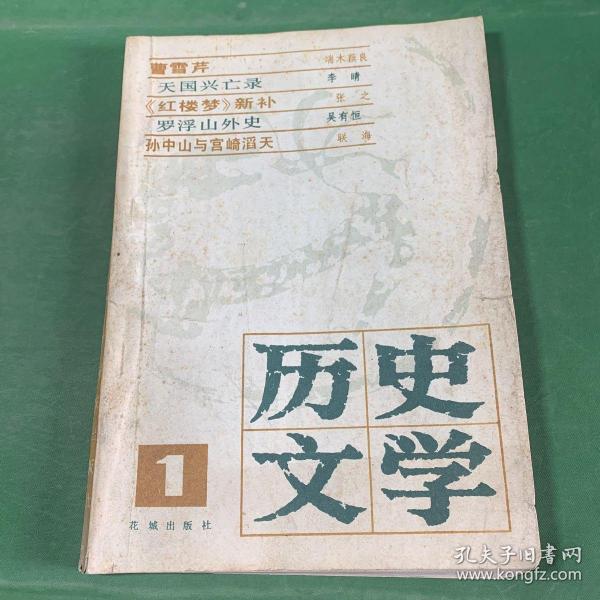 曹雪芹 端木蕻良
天国兴亡录 李晴
《红楼梦》新补 张之
罗浮山外史 吴有恒
孙中山与宫崎滔天 联海
历史
文学
1
花城出版社
孔夫子旧书网
www.kongfz.com